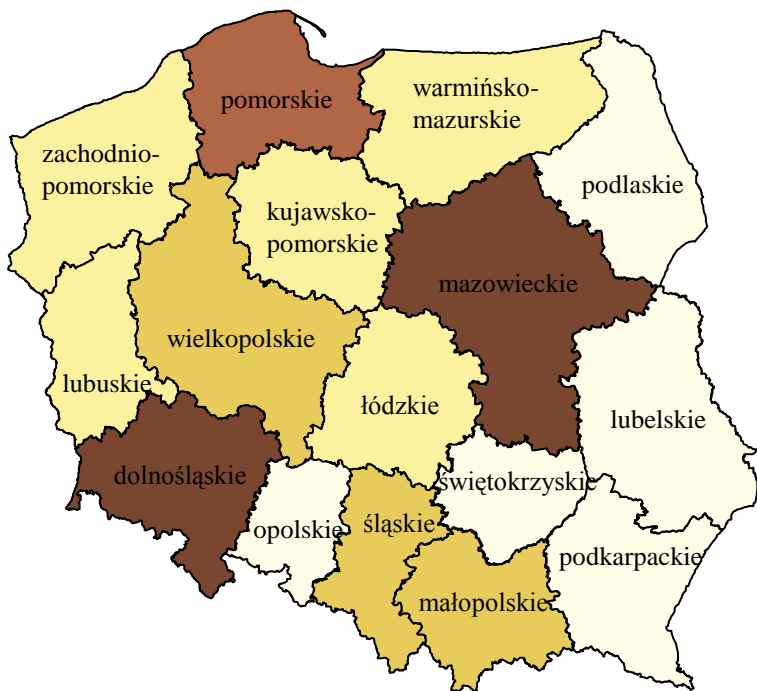 pomorskie
warmińsko-
mazurskie
zachodnio-
pomorskie
podlaskie
kujawsko-
pomorskie
mazowieckie
wielkopolskie
lubuskie
łódzkie
lubelskie
dolnośląskie
świętokrzyskie
opolskie
śląskie
podkarpackie
małopolskie